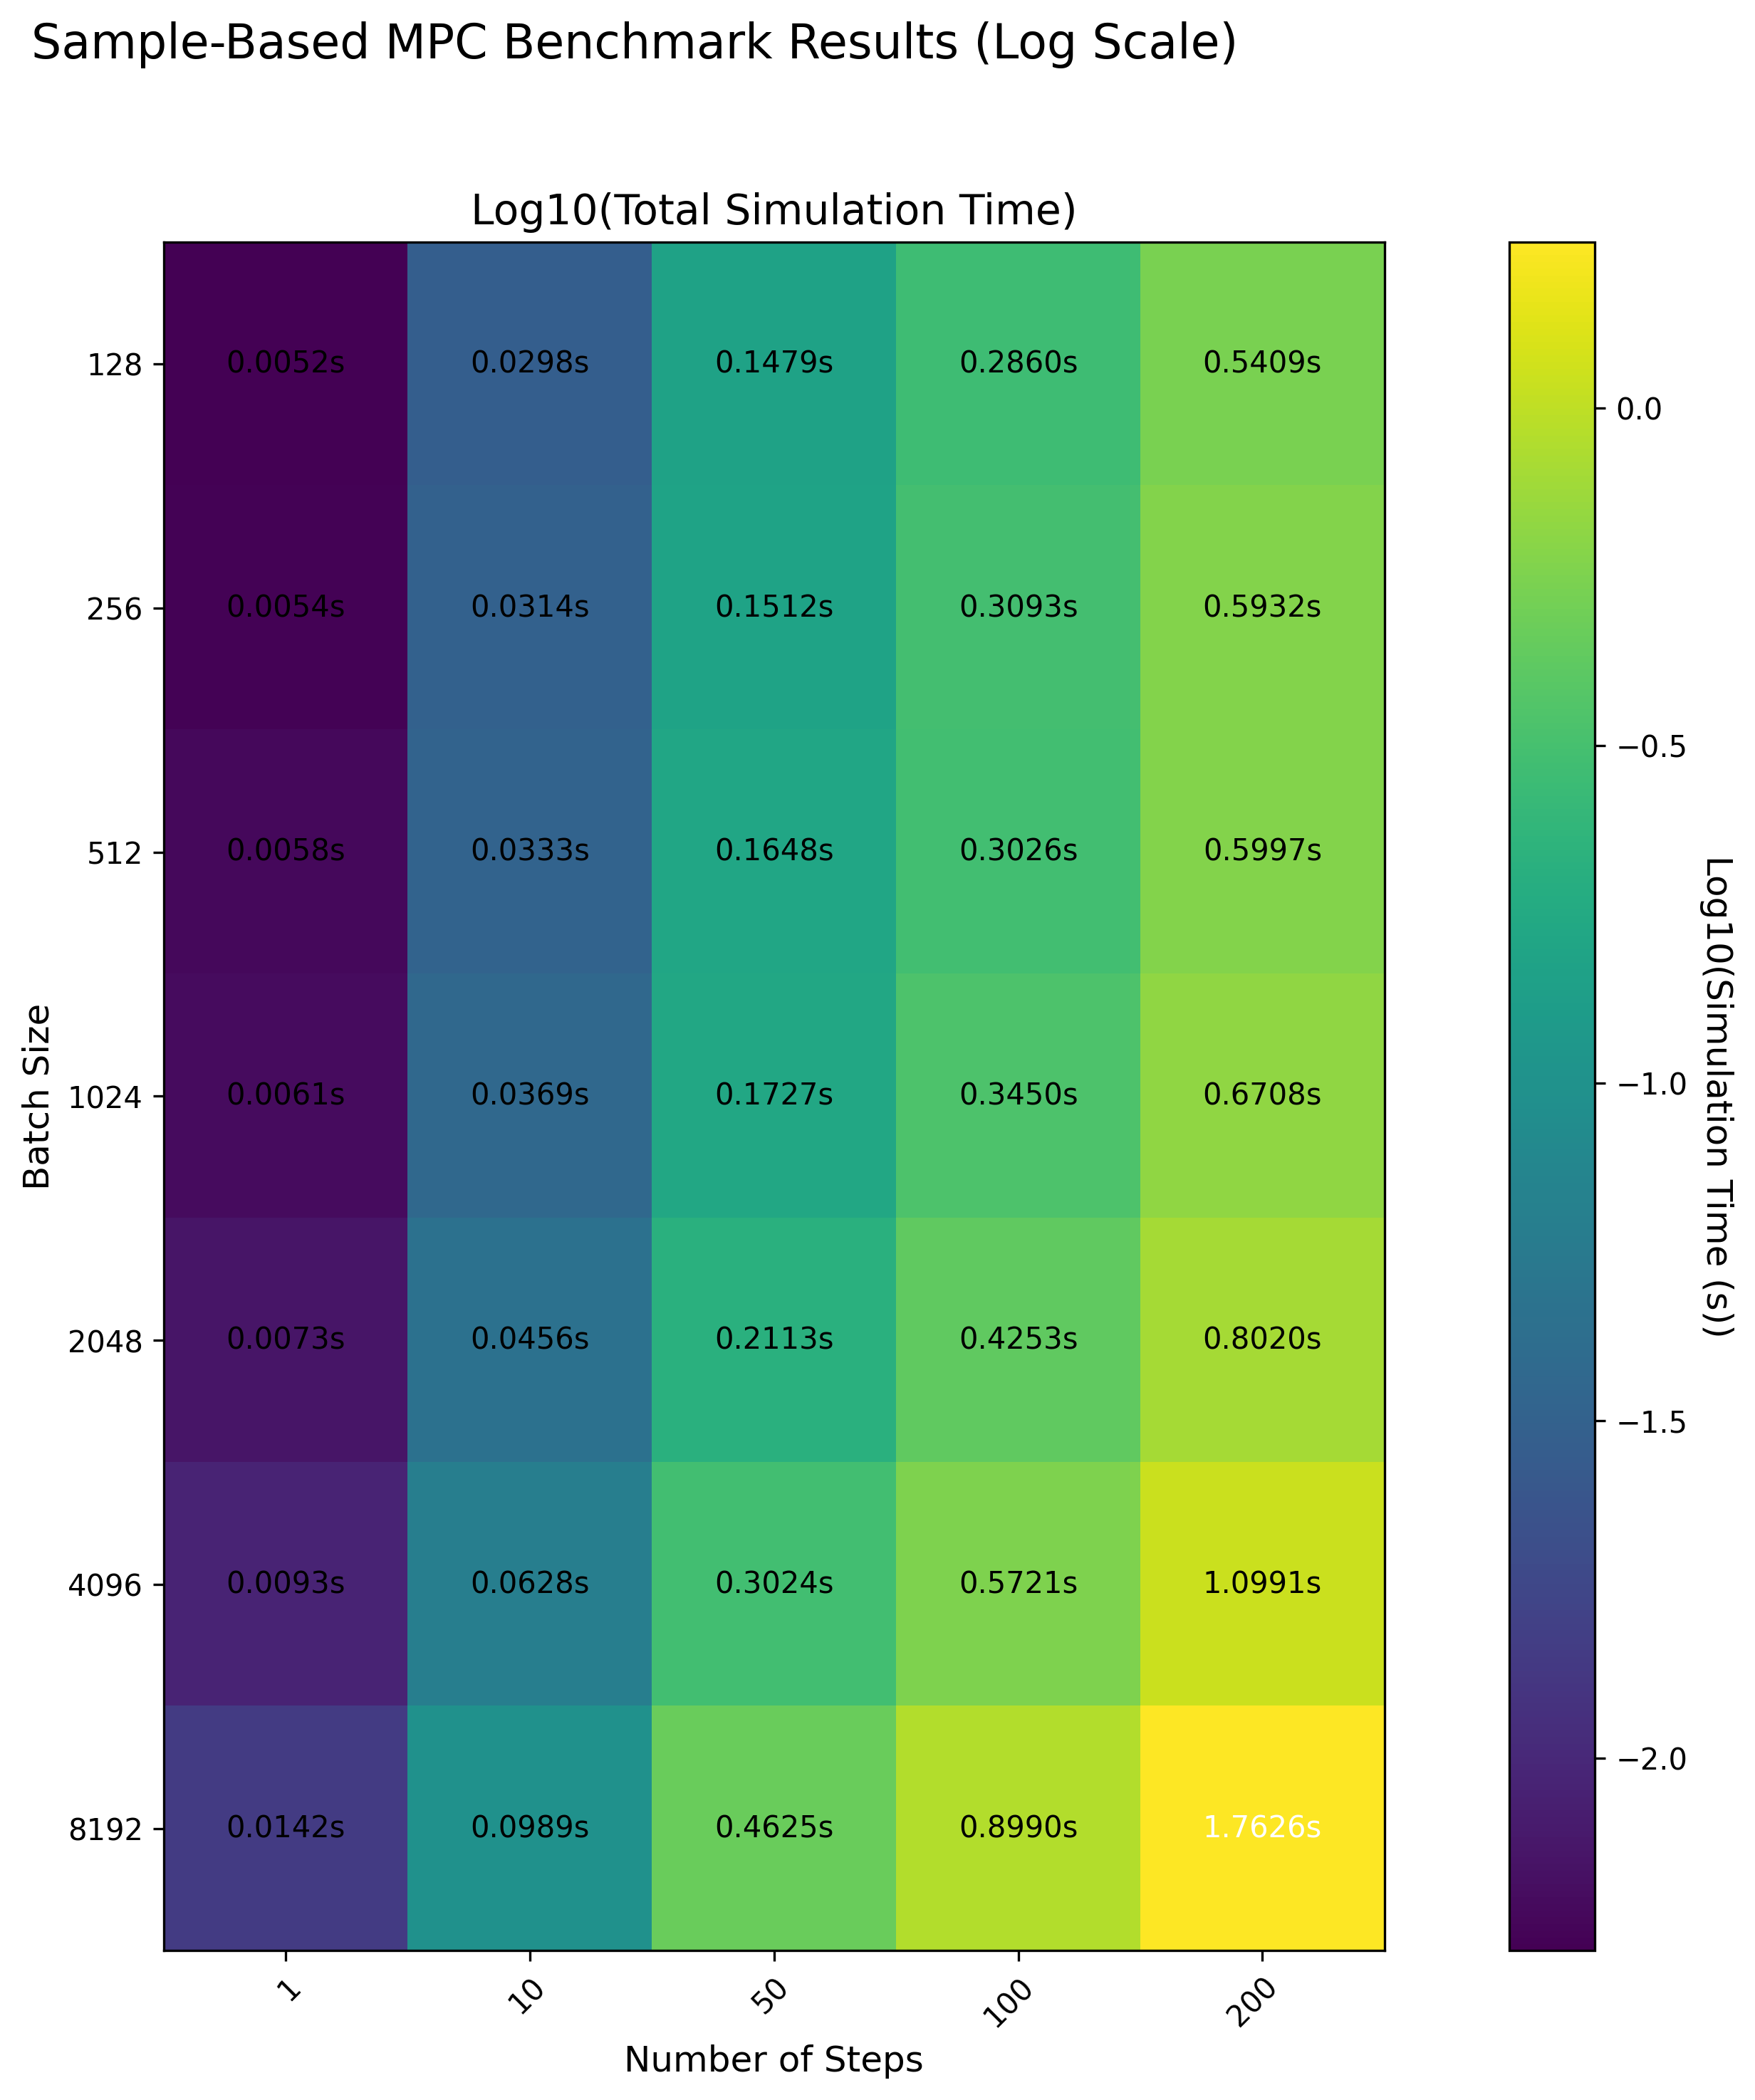 Sample-Based MPC Benchmark Results (Log Scale)
Log10(Total Simulation Time)
Batch Size
128 0.0052s 0.0298s 0.1479s 0.2860s 0.5409s
256 0.0054s 0.0314s 0.1512s 0.3093s 0.5932s
512 0.0058s 0.0333s 0.1648s 0.3026s 0.5997s
1024 0.0061s 0.0369s 0.1727s 0.3450s 0.6708s
2048 0.0073s 0.0456s 0.2113s 0.4253s 0.8020s
4096 0.0093s 0.0628s 0.3024s 0.5721s 1.0991s
8192 0.0142s 0.0989s 0.4625s 0.8990s 1.7626s
1 10 50 100 200
Number of Steps
0.0
−0.5
−1.0
−1.5
−2.0
Log10(Simulation Time (s))